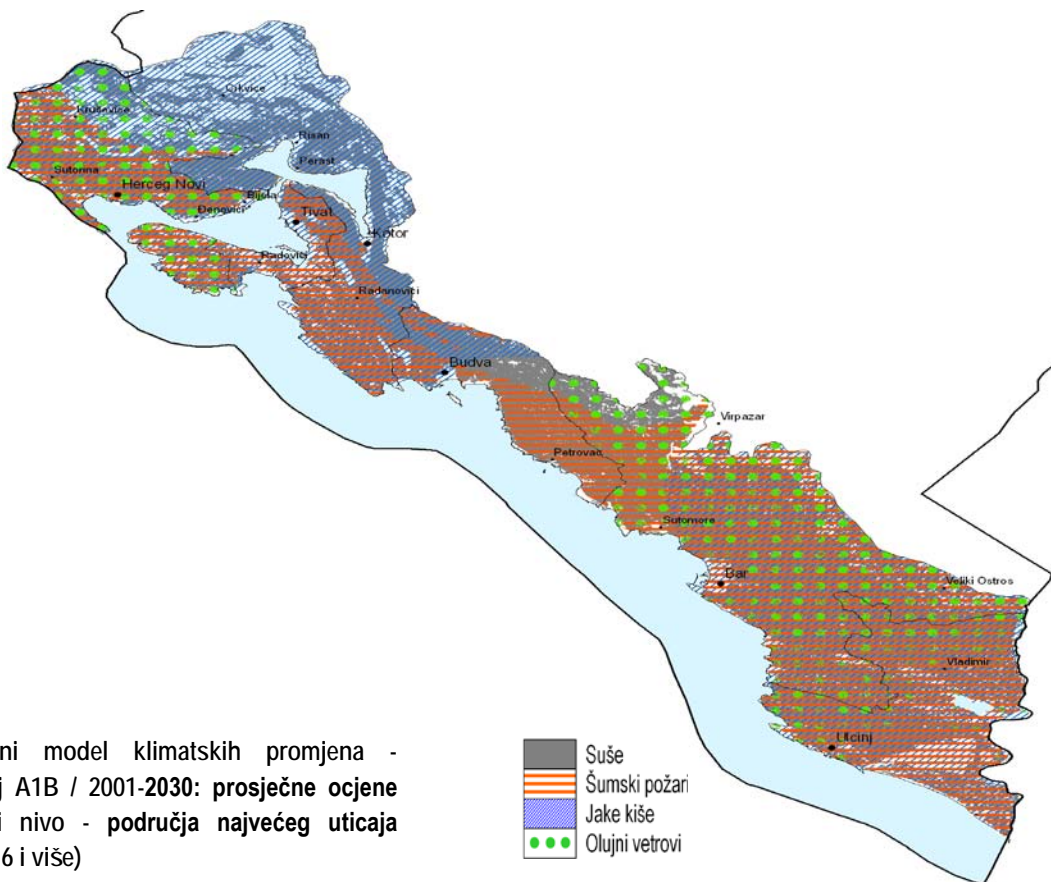 Crkvice
Kruševice
Risan
Perast
Sutorina
Herceg Novi
Bijela
Đenovići
Tivat
Kotor
Radovići
Radanovići
Budva
Virpazar
Petrovac
Sutomore
Bar
Veliki Ostros
Vladimir
Ulcinj
ni model klimatskih promjena -
j A1B / 2001-2030: prosječne ocjene
i nivo - područja najvećeg uticaja
6 i više)
Suše
Šumski požari
Jake kiše
Olujni vetrovi